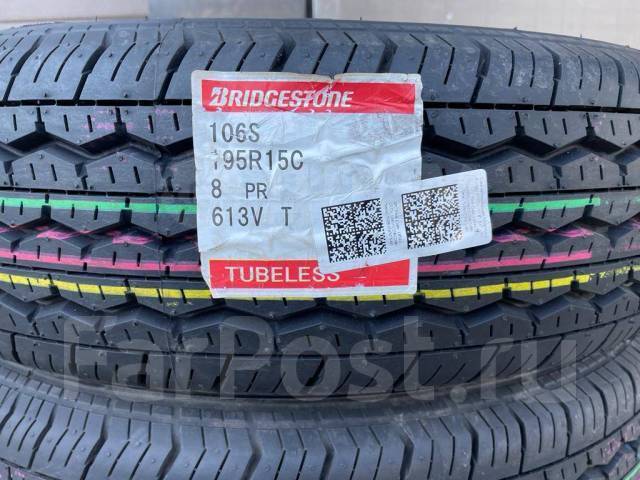 BRIDGESTONE
106S
195R15C
8 PR
613V T
TUBELESS
FarPost.ru